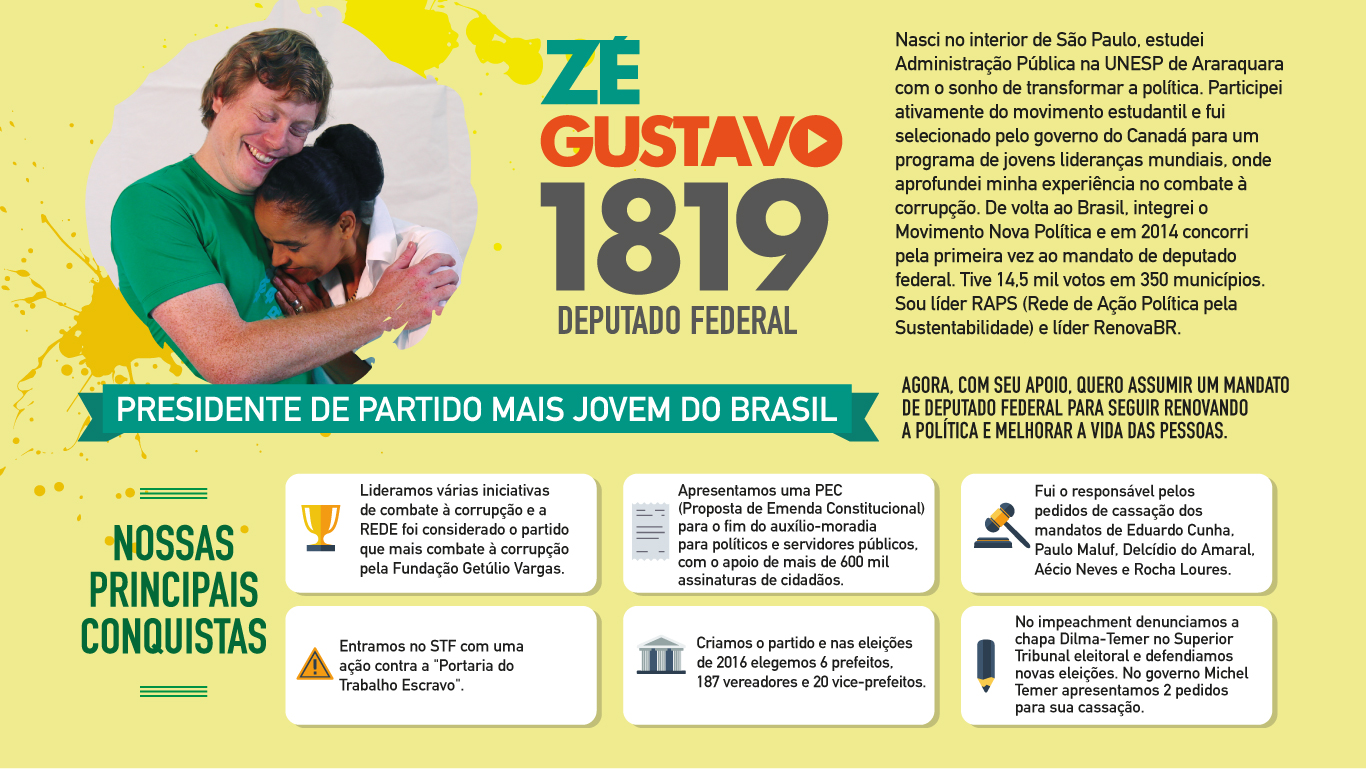 ZÉ
GUSTAVO
1819
DEPUTADO FEDERAL
Nasci no interior de São Paulo, estudei
Administração Pública na UNESP de Araraquara
com o sonho de transformar a política. Participei
ativamente do movimento estudantil e fui
selecionado pelo governo do Canadá para um
programa de jovens lideranças mundiais, onde
aprofundei minha experiência no combate à
corrupção. De volta ao Brasil, integrei o
Movimento Nova Política e em 2014 concorri
pela primeira vez ao mandato de deputado
federal. Tive 14,5 mil votos em 350 municípios.
Sou líder RAPS (Rede de Ação Política pela
Sustentabilidade) e líder RenovaBR.
AGORA, COM SEU APOIO, QUERO ASSUMIR UM MANDATO
DE DEPUTADO FEDERAL PARA SEGUIR RENOVANDO
A POLÍTICA E MELHORAR A VIDA DAS PESSOAS.
PRESIDENTE DE PARTIDO MAIS JOVEM DO BRASIL
NOSSAS
PRINCIPAIS
CONQUISTAS
Lideramos várias iniciativas
de combate à corrupção e a
REDE foi considerado o partido
que mais combate à corrupção
pela Fundação Getúlio Vargas.
Apresentamos uma PEC
(Proposta de Emenda Constitucional)
para o fim do auxílio-moradia
para políticos e servidores públicos,
com o apoio de mais de 600 mil
assinaturas de cidadãos.
Fui o responsável pelos
pedidos de cassação dos
mandatos de Eduardo Cunha,
Paulo Maluf, Delcídio do Amaral,
Aécio Neves e Rocha Loures.
Entramos no STF com uma
ação contra a "Portaria do
Trabalho Escravo".
Criamos o partido e nas eleições
de 2016 elegemos 6 prefeitos,
187 vereadores e 20 vice-prefeitos.
No impeachment denunciamos a
chapa Dilma-Temer no Superior
Tribunal eleitoral e defendiamos
novas eleições. No governo Michel
Temer apresentamos 2 pedidos
para sua cassação.